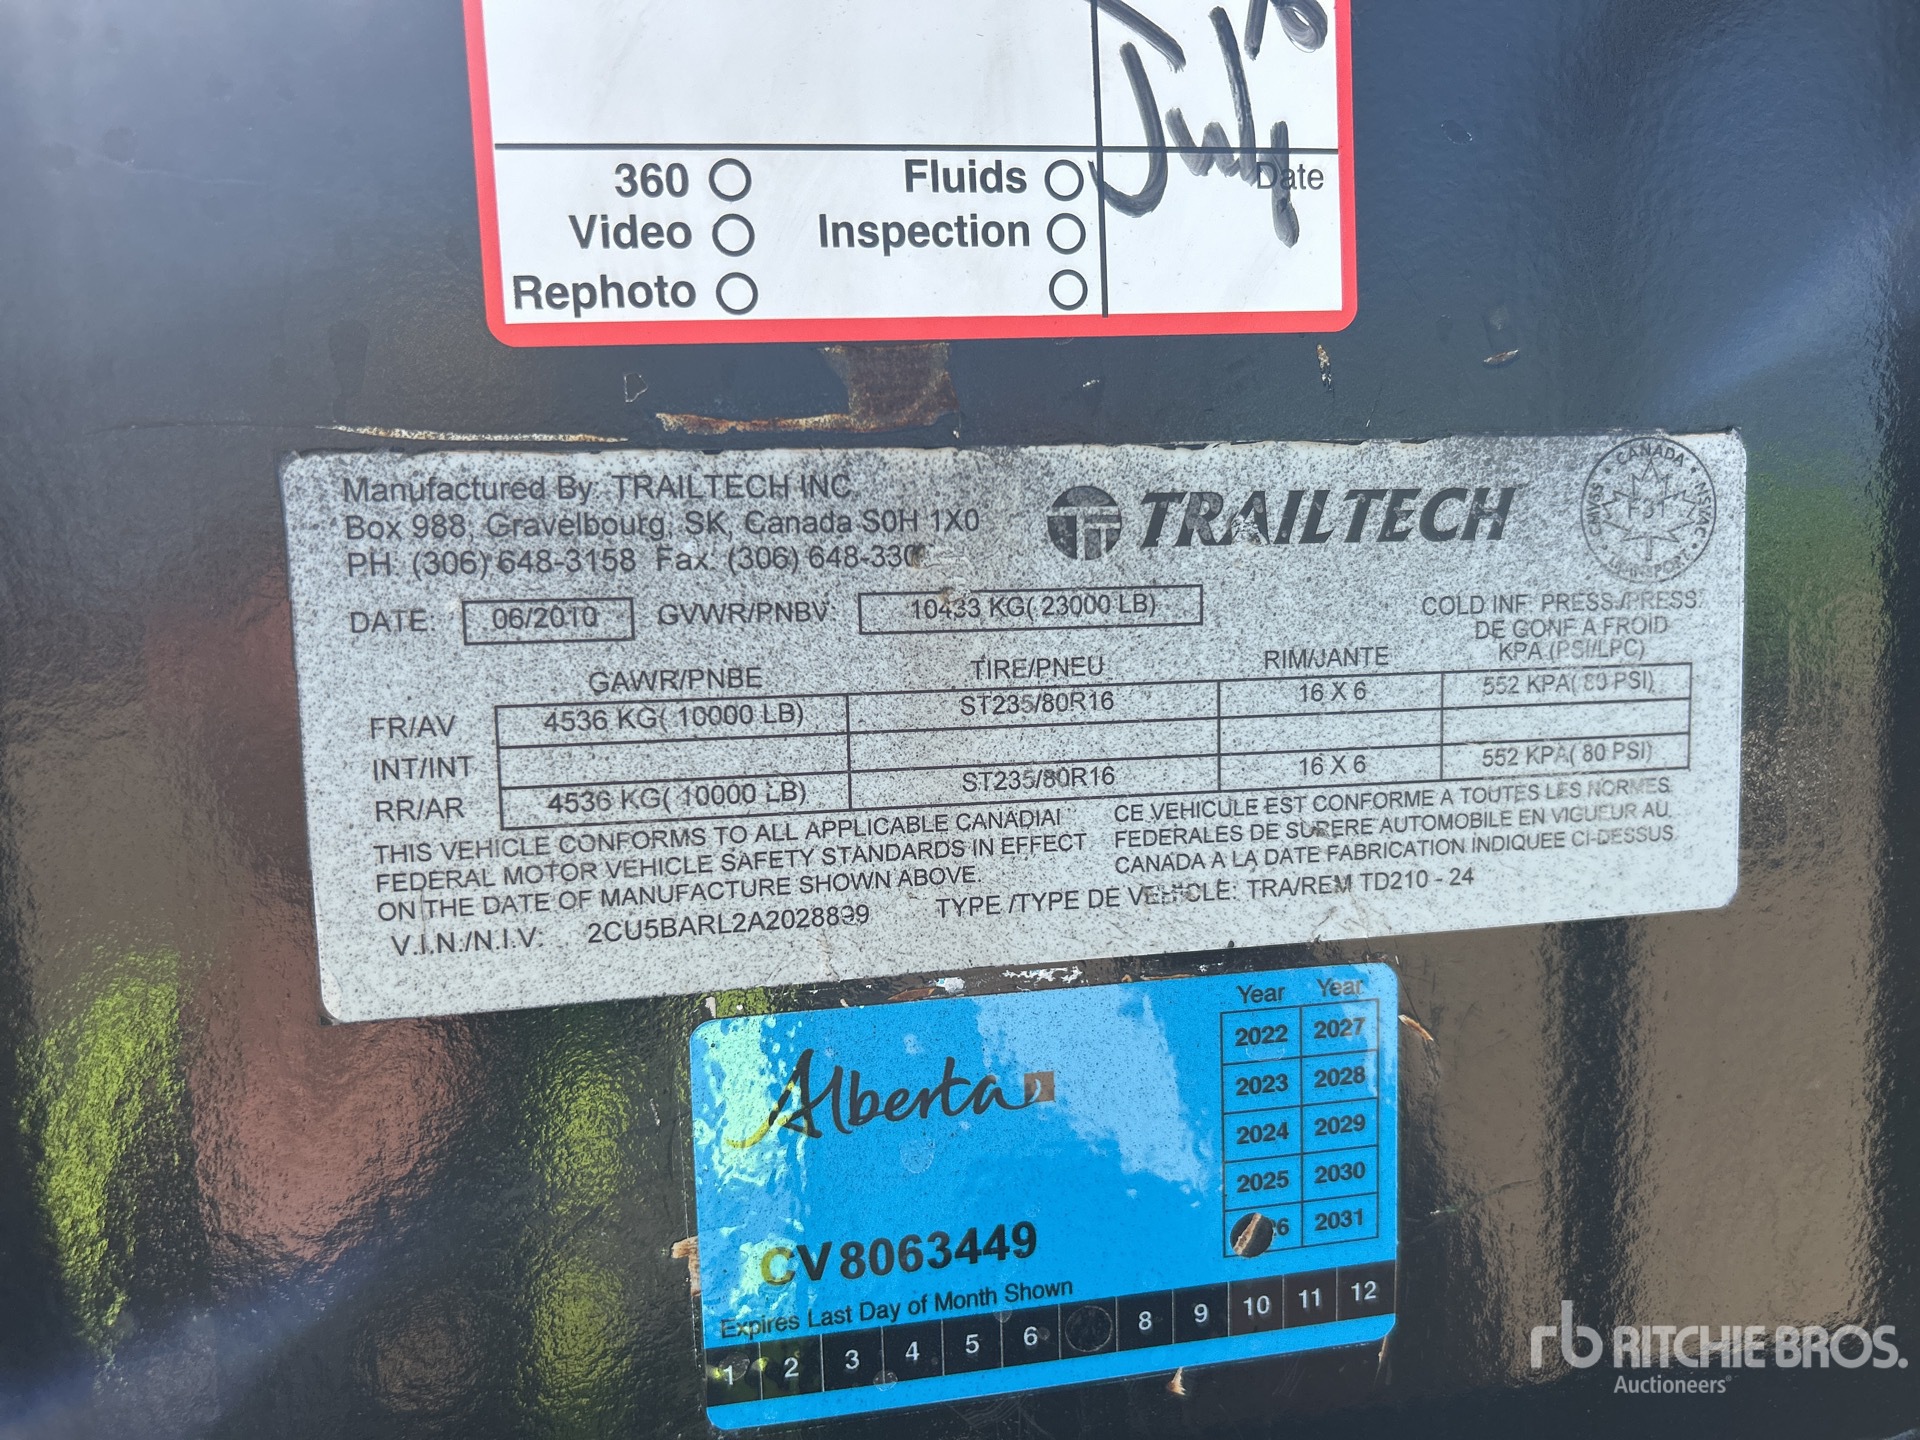 July
Date
360 Fluids
Video Inspection
Rephoto
Manufactured By: TRAILTECH INC.
Box 988, Gravelbourg, SK, Canada S0H 1X0
PH: (306) 648-3158 Fax: (306) 648-330
TRAILTECH
CANADA
TRANSPORT
DATE: 06/2010 GVWR/PNBV: 10433 KG( 23000 LB)
COLD INF. PRESS./PRESS.
DE GONF A FROID
KPA (PSI/LPC)
GAWR/PNBE TIRE/PNEU RIM/JANTE
FR/AV 4536 KG( 10000 LB) ST235/80R16 16 X 6 552 KPA( 80 PSI)
INT/INT
RR/AR 4536 KG( 10000 LB) ST235/80R16 16 X 6 552 KPA( 80 PSI)
THIS VEHICLE CONFORMS TO ALL APPLICABLE CANADIAI
FEDERAL MOTOR VEHICLE SAFETY STANDARDS IN EFFECT
ON THE DATE OF MANUFACTURE SHOWN ABOVE.
CE VEHICULE EST CONFORME A TOUTES LES NORMES
FEDERALES DE SURERE AUTOMOBILE EN VIGUEUR AU
CANADA A LA DATE FABRICATION INDIQUEE CI-DESSUS
V.I.N./N.I.V: 2CU5BARL2A2028899 TYPE /TYPE DE VEHICLE: TRA/REM TD210 - 24
Alberta
Year Year
2022 2027
2023 2028
2024 2029
2025 2030
26 2031
CV8063449
Expires Last Day of Month Shown
1 2 3 4 5 6 8 9 10 11 12
rb RITCHIE BROS.
Auctioneers